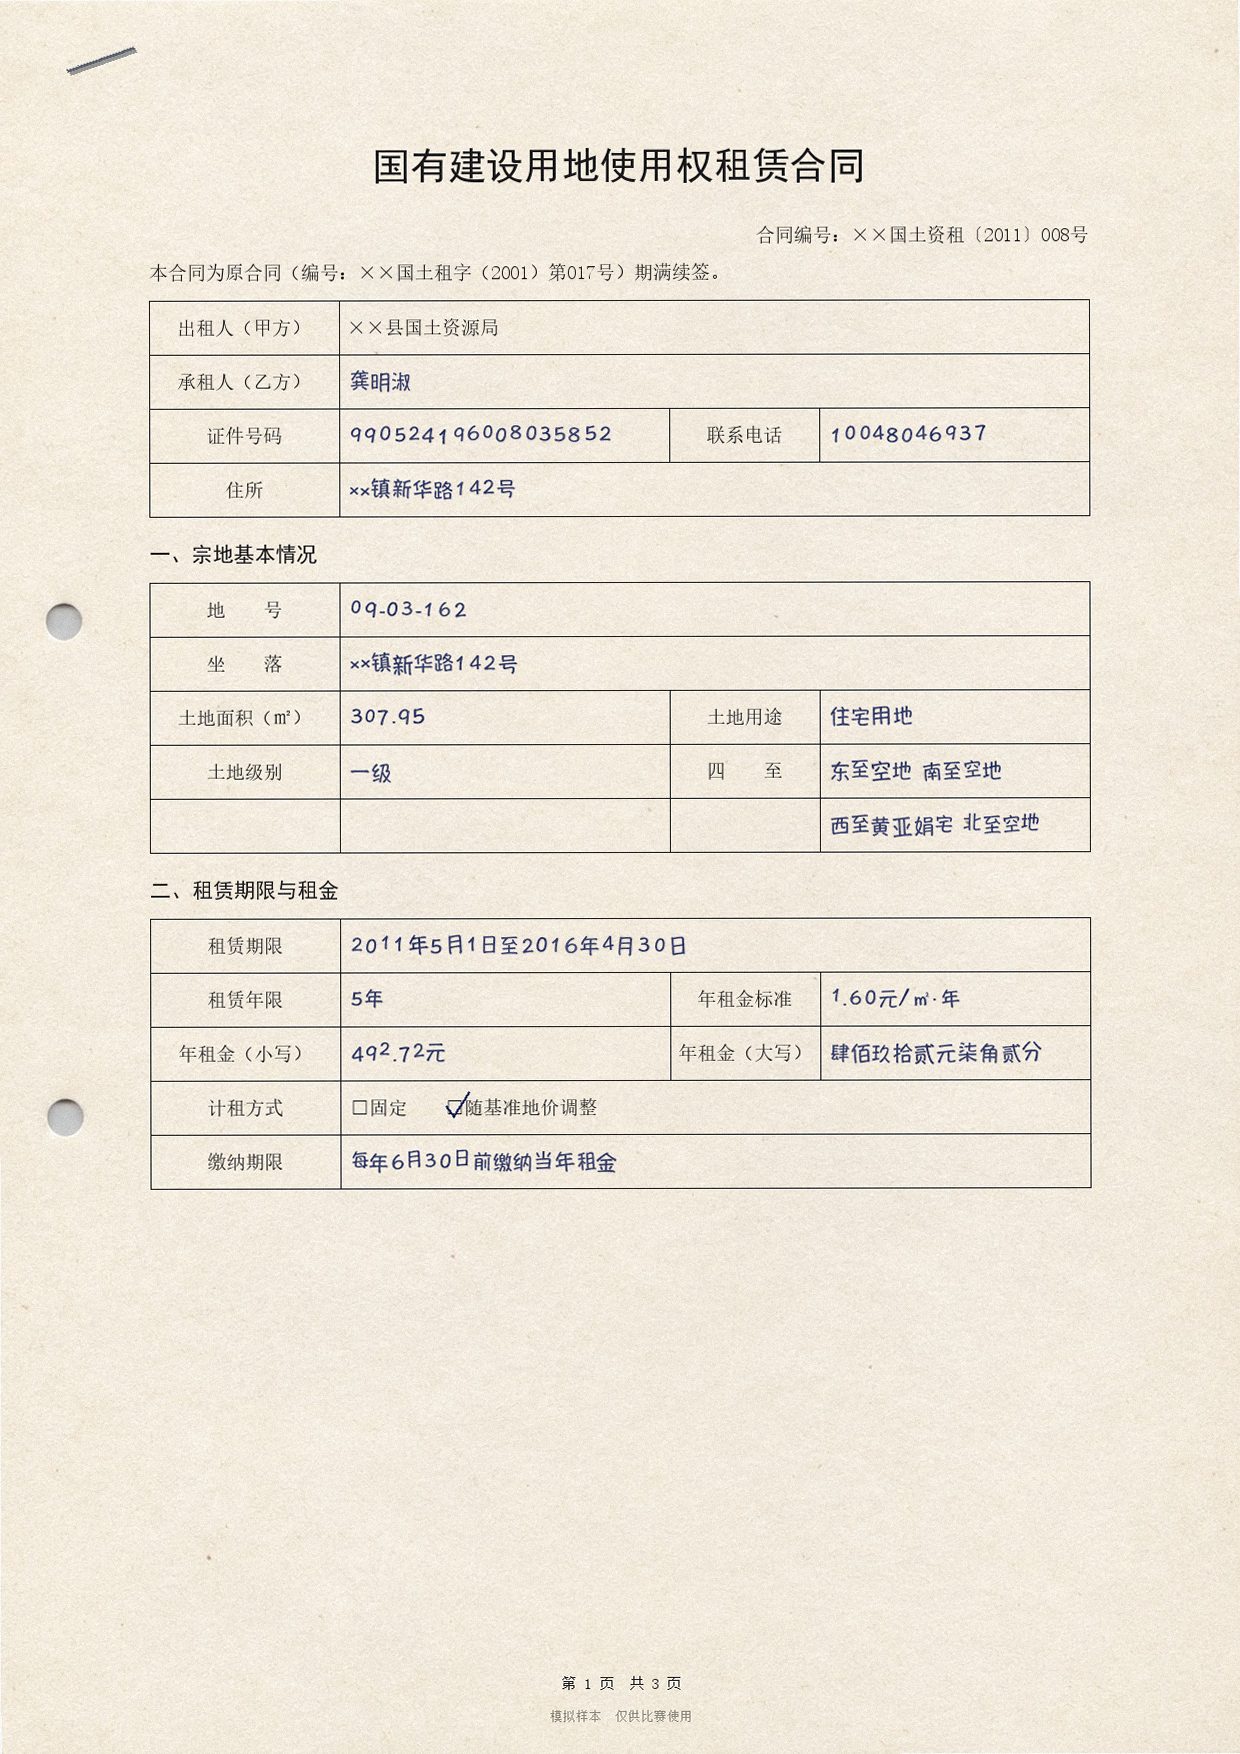 国有建设用地使用权租赁合同
合同编号：××国土资租〔2011〕008号
本合同为原合同（编号：××国土租字（2001）第017号）期满续签。
出租人（甲方） ××县国土资源局
承租人（乙方） 龚明淑
证件号码 990524196008035852 联系电话 10048046937
住所 ××镇新华路142号
一、宗地基本情况
地　　号 09-03-162
坐　　落 ××镇新华路142号
土地面积（㎡） 307.95 土地用途 住宅用地
土地级别 一级 四　　至 东至空地 南至空地
西至黄亚娟宅 北至空地
二、租赁期限与租金
租赁期限 2011年5月1日至2016年4月30日
租赁年限 5年 年租金标准 1.60元/㎡·年
年租金（小写） 492.72元 年租金（大写） 肆佰玖拾贰元柒角贰分
计租方式 □固定 ☑随基准地价调整
缴纳期限 每年6月30日前缴纳当年租金
第 1 页 共 3 页
模拟样本 仅供比赛使用